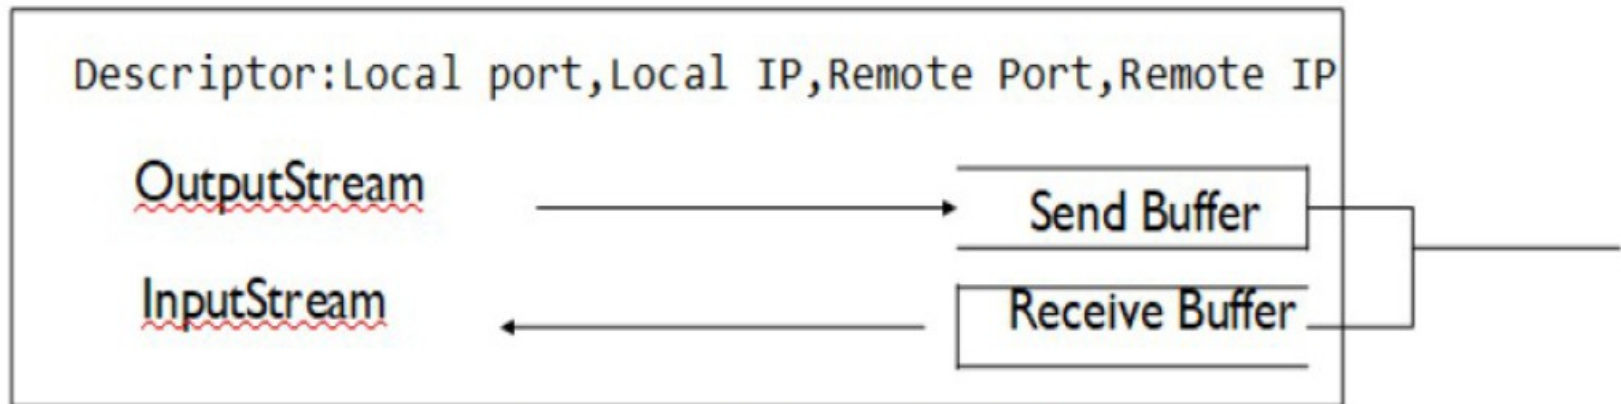 Descriptor:Local port,Local IP,Remote Port,Remote IP
OutputStream
Send Buffer
InputStream
Receive Buffer